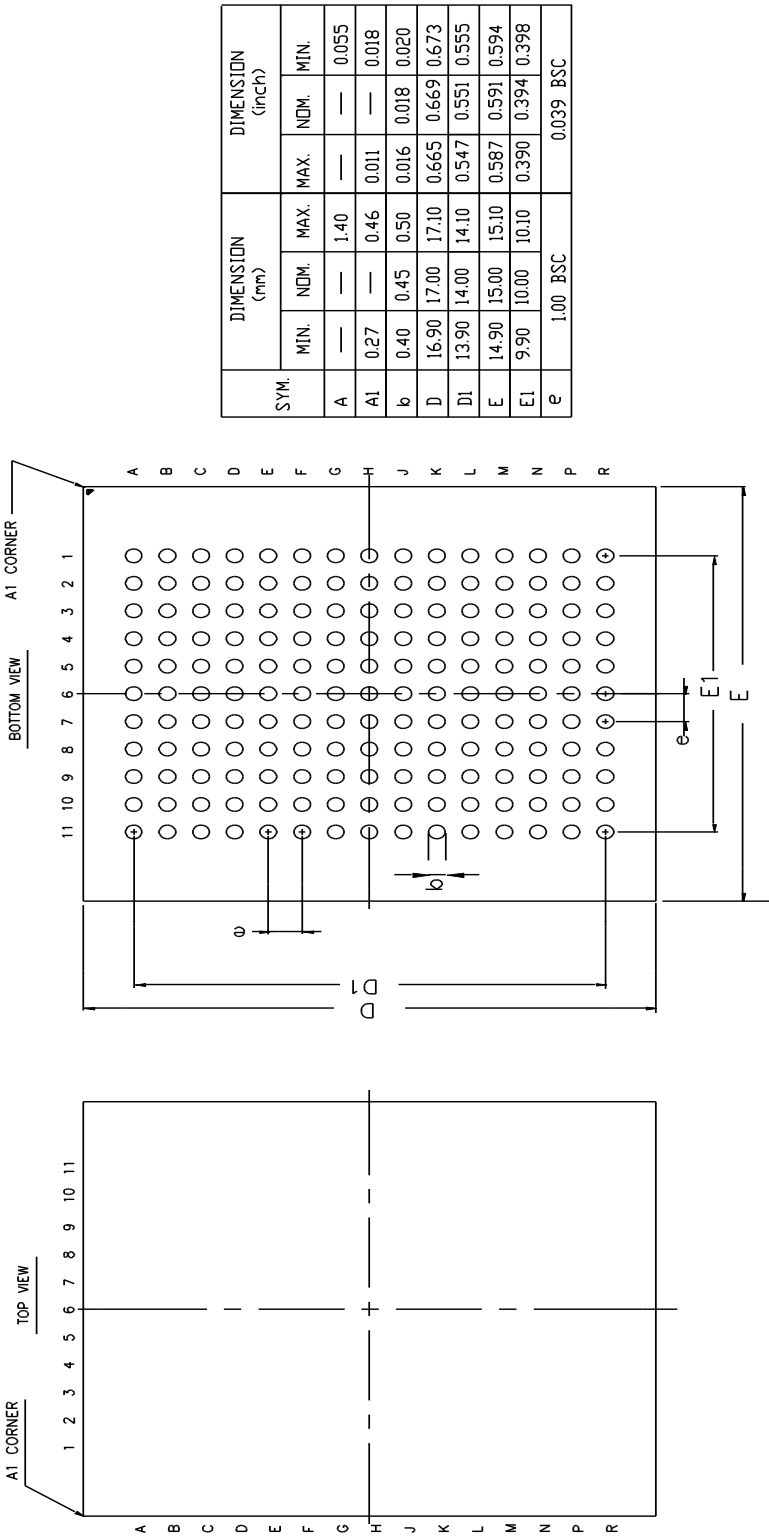 TOP VIEW
A1 CORNER
1 2 3 4 5 6 7 8 9 10 11
A
B
C
D
E
F
G
H
J
K
L
M
N
P
R
BOTTOM VIEW
A1 CORNER
11 10 9 8 7 6 5 4 3 2 1
A
B
C
D
E
F
G
H
J
K
L
M
N
P
R
e
b
D1
D
e
E1
E
SYM. DIMENSION (mm) DIMENSION (inch)
MIN. NOM. MAX. MAX. NOM. MIN.
A — — 1.40 — — 0.055
A1 0.27 — 0.46 0.011 — 0.018
b 0.40 0.45 0.50 0.016 0.018 0.020
D 16.90 17.00 17.10 0.665 0.669 0.673
D1 13.90 14.00 14.10 0.547 0.551 0.555
E 14.90 15.00 15.10 0.587 0.591 0.594
E1 9.90 10.00 10.10 0.390 0.394 0.398
e 1.00 BSC 0.039 BSC